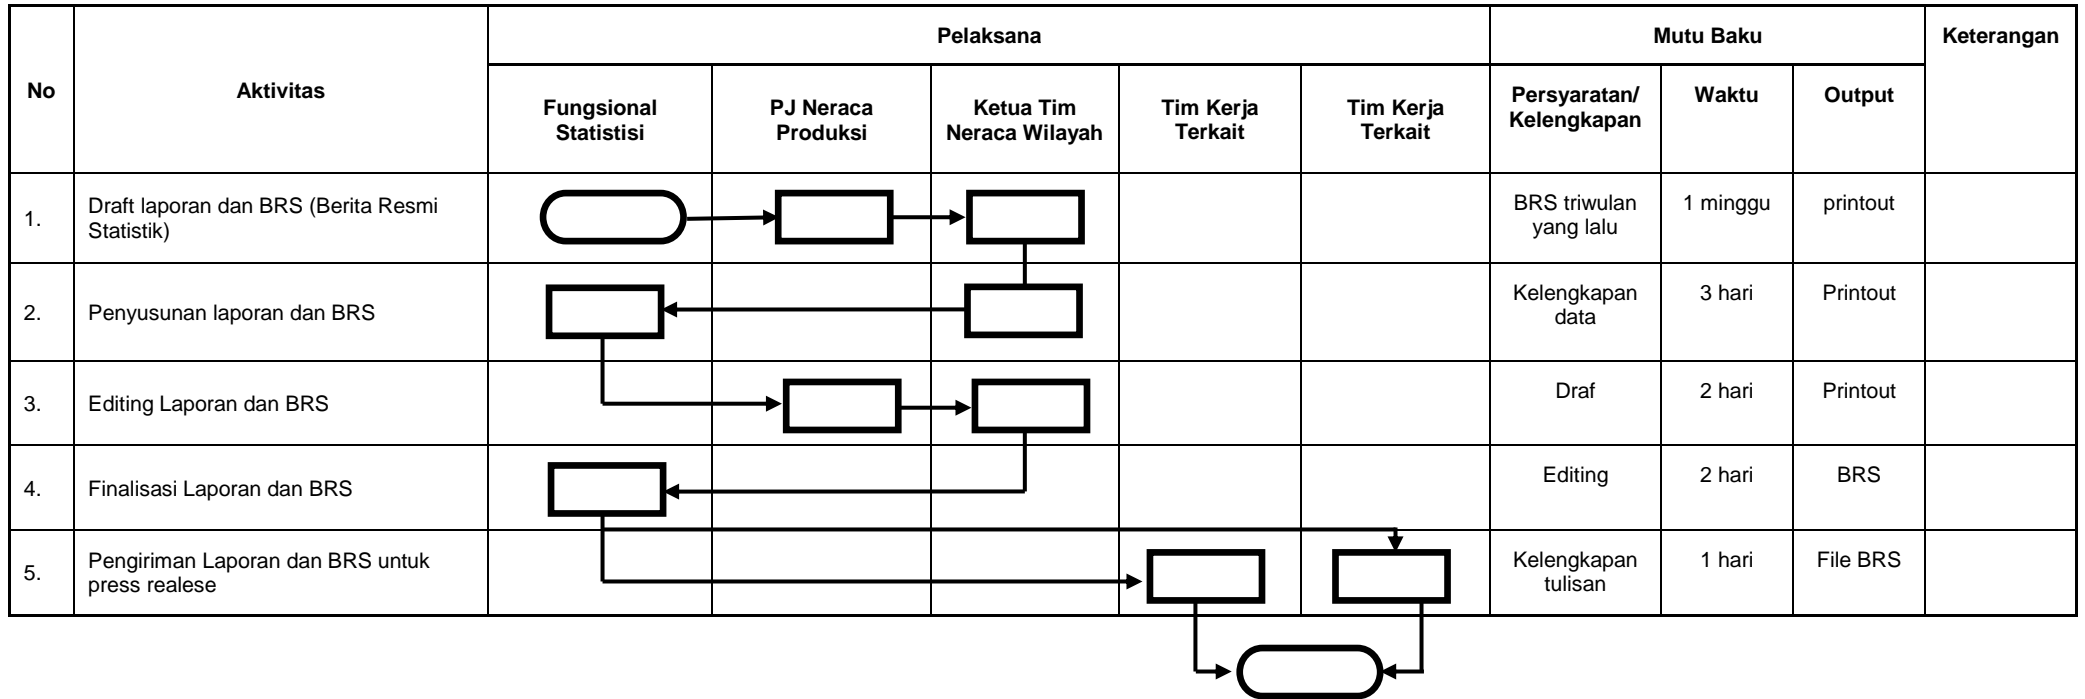 No
Aktivitas
Pelaksana
Mutu Baku
Keterangan
Fungsional
Statistisi
PJ Neraca
Produksi
Ketua Tim
Neraca Wilayah
Tim Kerja
Terkait
Tim Kerja
Terkait
Persyaratan/
Kelengkapan
Waktu
Output
1.
Draft laporan dan BRS (Berita Resmi
Statistik)
BRS triwulan
yang lalu
1 minggu
printout
2.
Penyusunan laporan dan BRS
Kelengkapan
data
3 hari
Printout
3.
Editing Laporan dan BRS
Draf
2 hari
Printout
4.
Finalisasi Laporan dan BRS
Editing
2 hari
BRS
5.
Pengiriman Laporan dan BRS untuk
press realese
Kelengkapan
tulisan
1 hari
File BRS